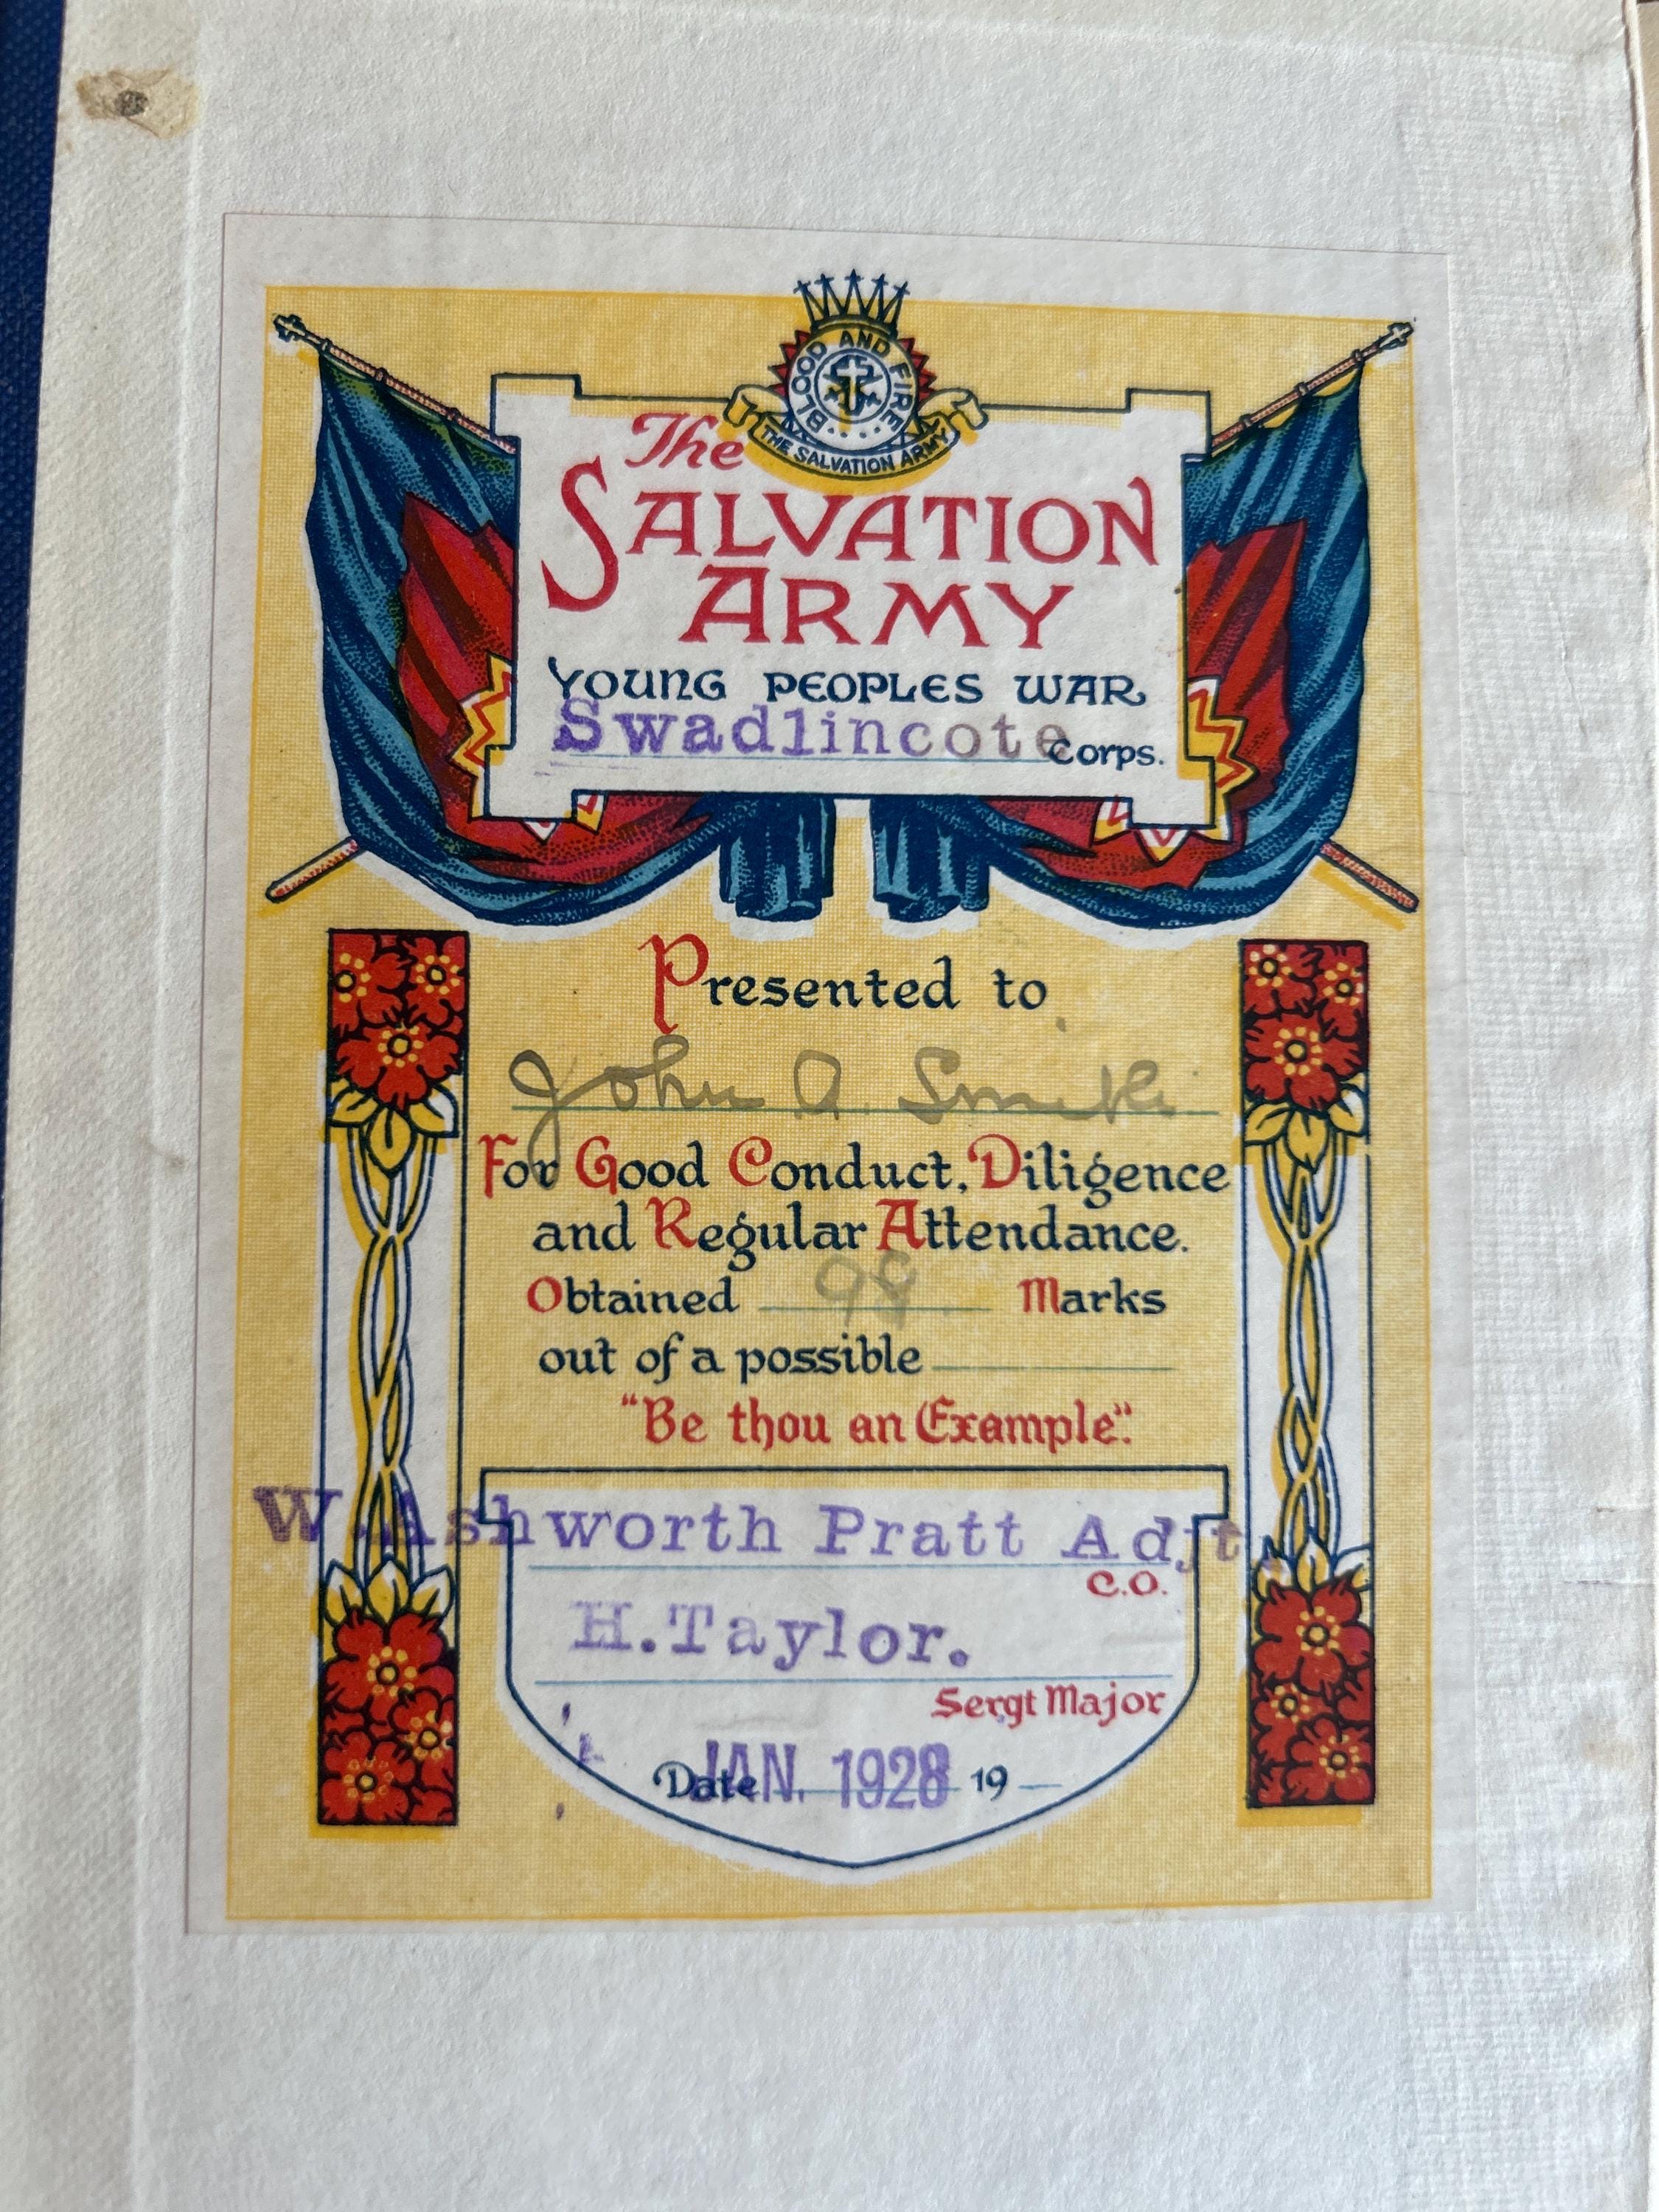 BLOOD AND FIRE
THE SALVATION ARMY
The
SALVATION
ARMY
YOUNG PEOPLES WAR
Swadlincote Corps.
Presented to
John A. Smith
For Good Conduct, Diligence
and Regular Attendance.
Obtained 98 Marks
out of a possible
"Be thou an Example".
W.Ashworth Pratt Adjt.
C.O.
H.Taylor.
Sergt Major
Date JAN. 1928 19